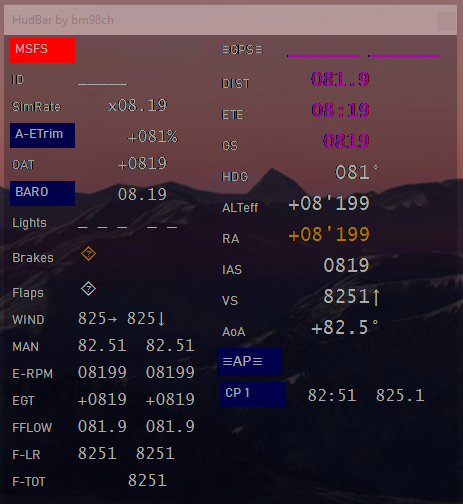 HudBar by bm98ch
MSFS
ID _____
SimRate x08.19
A-ETrim +081%
OAT +0819
BARO 08.19
Lights _ _ _ _ _
Brakes ?
Flaps ?
WIND 825→ 825↓
MAN 82.51 82.51
E-RPM 08199 08199
EGT +0819 +0819
FFLOW 081.9 081.9
F-LR 8251 8251
F-TOT 8251
≡GPS≡ ______ ______
DIST 081.9
ETE 08:19
GS 0819
HDG 081°
ALTeff +08'199
RA +08'199
IAS 0819
VS 8251↑
AoA +82.5°
≡AP≡
CP 1 82:51 825.1